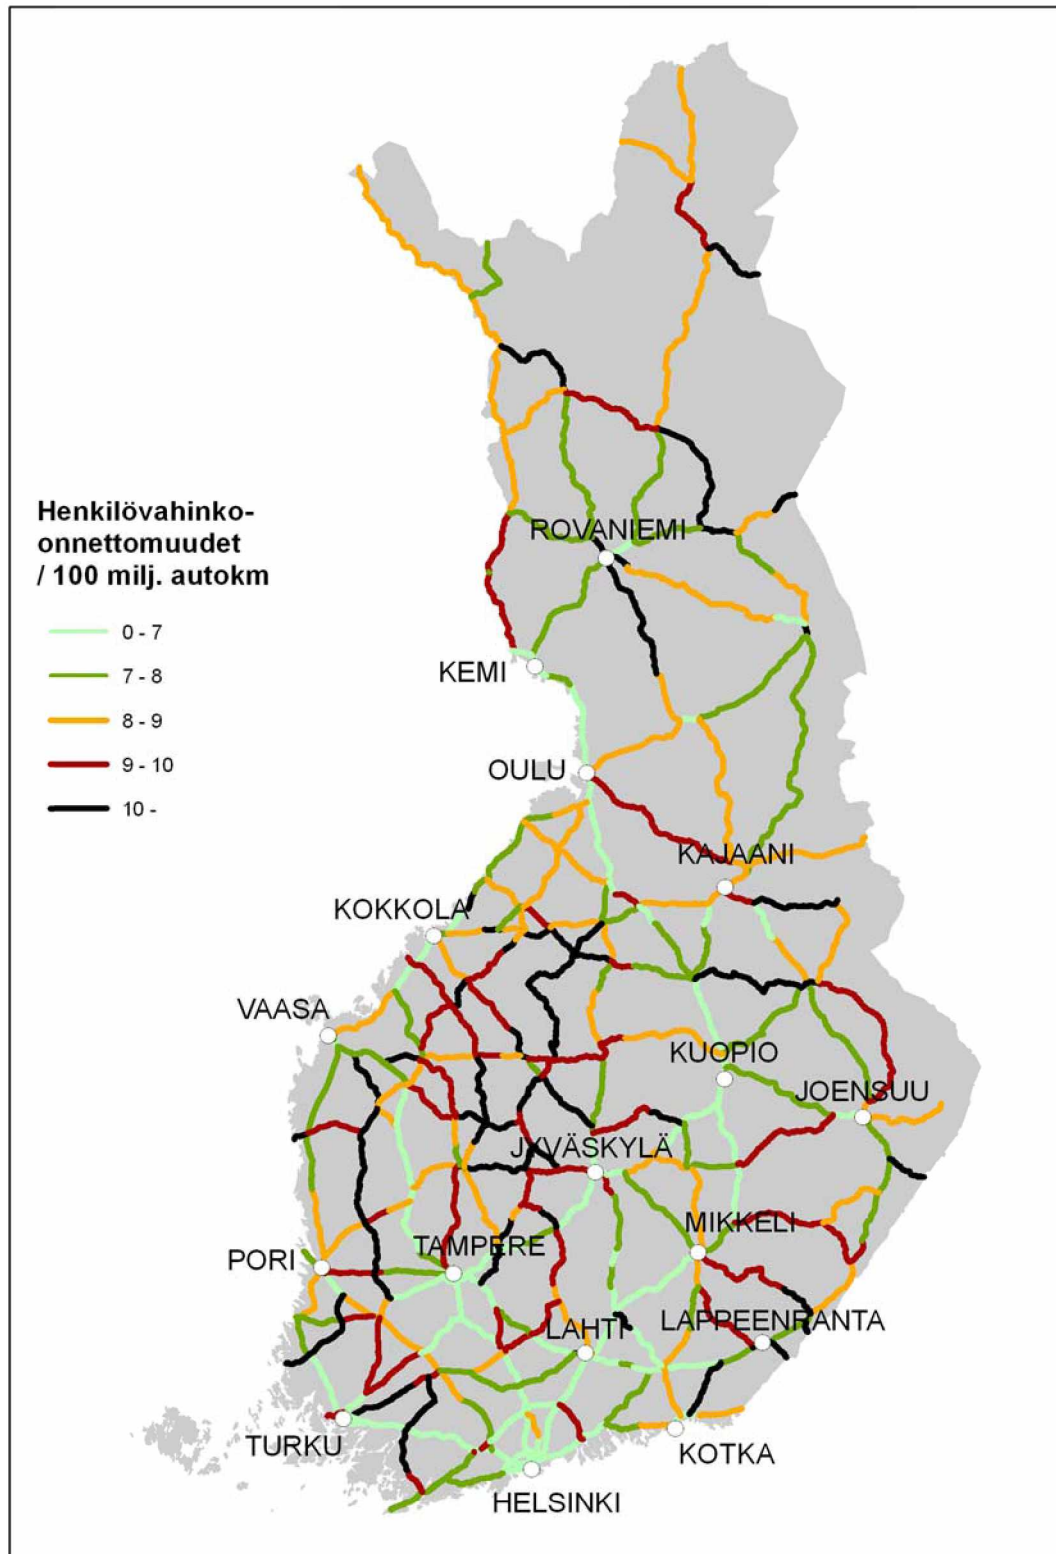 ROVANIEMI
Henkilövahinko-
onnettomuudet
/ 100 milj. autokm
0 - 7
7 - 8
8 - 9
9 - 10
10 -
KEMI
OULU
KAJAANI
KOKKOLA
VAASA
KUOPIO
JOENSUU
JYVÄSKYLÄ
MIKKELI
TAMPERE
PORI
LAPPEENRANTA
LAHTI
TURKU
KOTKA
HELSINKI